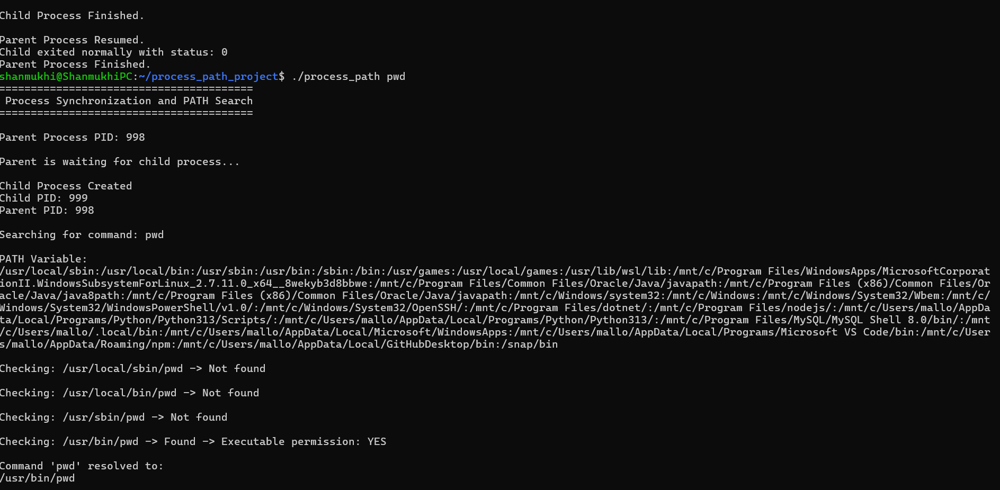 Child Process Finished.
Parent Process Resumed.
Child exited normally with status: 0
Parent Process Finished.
shanmukhi@ShanmukhiPC:~/process_path_project$ ./process_path pwd
========================================
 Process Synchronization and PATH Search
========================================
Parent Process PID: 998
Parent is waiting for child process...
Child Process Created
Child PID: 999
Parent PID: 998
Searching for command: pwd
PATH Variable:
/usr/local/sbin:/usr/local/bin:/usr/sbin:/usr/bin:/sbin:/bin:/usr/games:/usr/local/games:/usr/lib/wsl/lib:/mnt/c/Program Files/WindowsApps/MicrosoftCorporat
ionII.WindowsSubsystemForLinux_2.7.11.0_x64__8wekyb3d8bbwe:/mnt/c/Program Files/Common Files/Oracle/Java/javapath:/mnt/c/Program Files (x86)/Common Files/Or
acle/Java/java8path:/mnt/c/Program Files (x86)/Common Files/Oracle/Java/javapath:/mnt/c/Windows/system32:/mnt/c/Windows:/mnt/c/Windows/System32/Wbem:/mnt/c/
Windows/System32/WindowsPowerShell/v1.0/:/mnt/c/Windows/System32/OpenSSH/:/mnt/c/Program Files/dotnet/:/mnt/c/Program Files/nodejs/:/mnt/c/Users/mallo/AppDa
ta/Local/Programs/Python/Python313/Scripts/:/mnt/c/Users/mallo/AppData/Local/Programs/Python/Python313/:/mnt/c/Program Files/MySQL/MySQL Shell 8.0/bin/:/mnt
/c/Users/mallo/.local/bin:/mnt/c/Users/mallo/AppData/Local/Microsoft/WindowsApps:/mnt/c/Users/mallo/AppData/Local/Programs/Microsoft VS Code/bin:/mnt/c/User
s/mallo/AppData/Roaming/npm:/mnt/c/Users/mallo/AppData/Local/GitHubDesktop/bin:/snap/bin
Checking: /usr/local/sbin/pwd -> Not found
Checking: /usr/local/bin/pwd -> Not found
Checking: /usr/sbin/pwd -> Not found
Checking: /usr/bin/pwd -> Found -> Executable permission: YES
Command 'pwd' resolved to:
/usr/bin/pwd